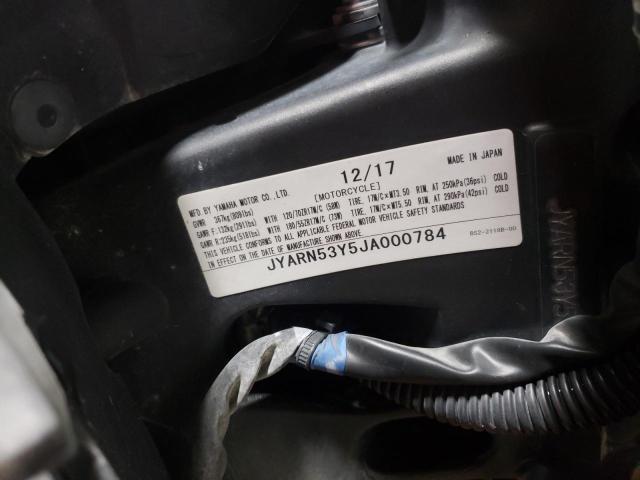 12/17
MADE IN JAPAN
MFD. BY YAMAHA MOTOR CO., LTD. [MOTORCYCLE]
GVWR 367kg(809lbs)
GAWR F:132kg(291lbs) WITH 120/70ZR17M/C (58W) TIRE, 17M/C×MT3.50 RIM, AT 250kPa(36psi) COLD
GAWR R:235kg(518lbs) WITH 180/55ZR17M/C (73W) TIRE, 17M/C×MT5.50 RIM, AT 290kPa(42psi) COLD
THIS VEHICLE CONFORMS TO ALL APPLICABLE FEDERAL MOTOR VEHICLE SAFETY STANDARDS
IN EFFECT ON THE DATE OF MANUFACTURE
JYARN53Y5JA000784
BS2-2118B-00